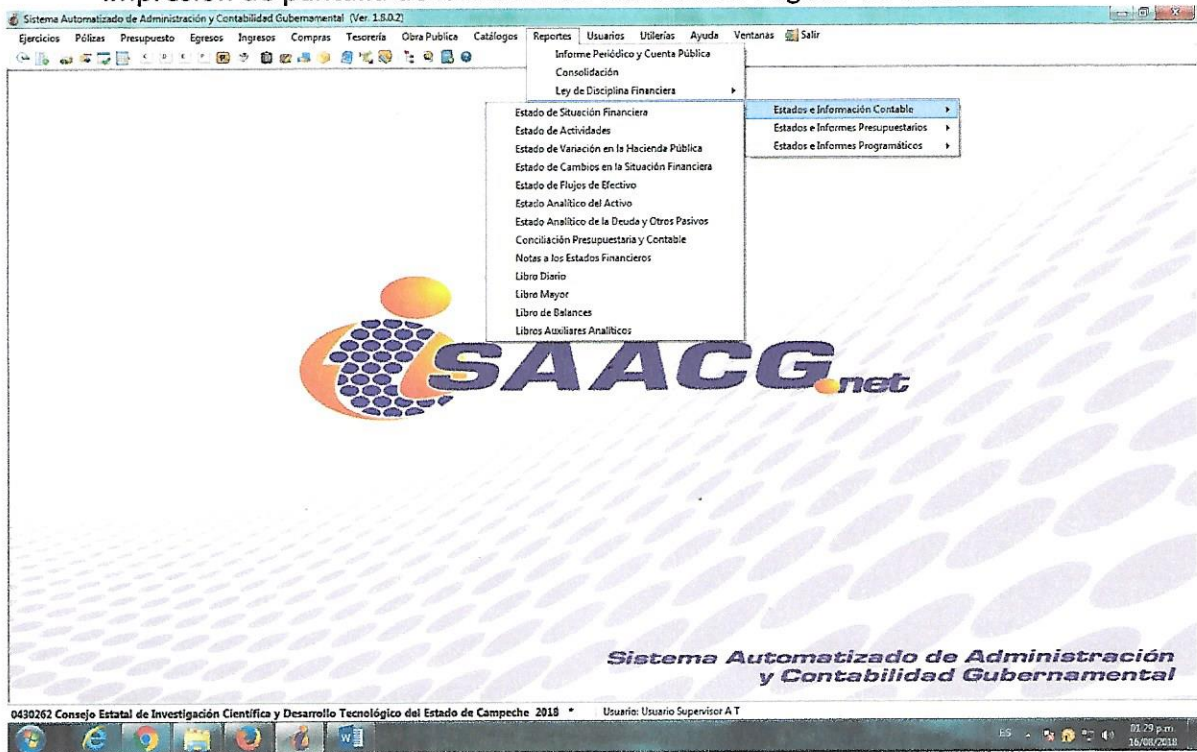 Sistema Automatizado de Administración y Contabilidad Gubernamental (Ver. 1.8.0.2)
Ejercicios Pólizas Presupuesto Egresos Ingresos Compras Tesorería Obra Publica Catálogos Reportes Usuarios Utilerías Ayuda Ventanas Salir
Informe Periódico y Cuenta Pública
Consolidación
Ley de Disciplina Financiera
Estados e Información Contable
Estados e Informes Presupuestarios
Estados e Informes Programáticos
Estado de Situación Financiera
Estado de Actividades
Estado de Variación en la Hacienda Pública
Estado de Cambios en la Situación Financiera
Estado de Flujos de Efectivo
Estado Analítico del Activo
Estado Analítico de la Deuda y Otros Pasivos
Conciliación Presupuestaria y Contable
Notas a los Estados Financieros
Libro Diario
Libro Mayor
Libro de Balances
Libros Auxiliares Analíticos
SAACG.net
Sistema Automatizado de Administración
y Contabilidad Gubernamental
0430262 Consejo Estatal de Investigación Científica y Desarrollo Tecnológico del Estado de Campeche 2018 * Usuario: Usuario Supervisor A T
ES
01:29 p.m.
16/08/2018